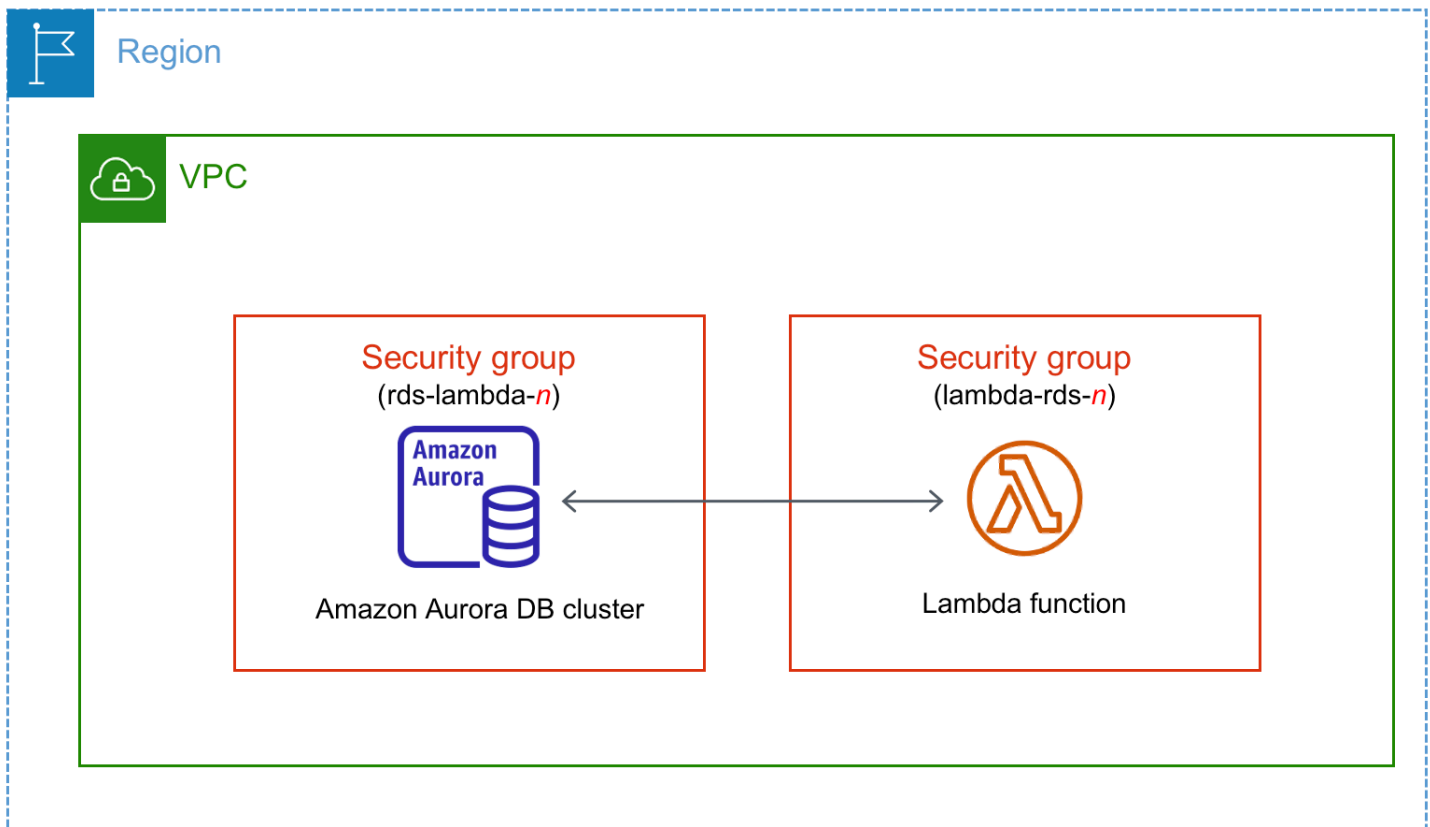 Region
VPC
Security group
(rds-lambda-n)
Amazon
Aurora
Amazon Aurora DB cluster
Security group
(lambda-rds-n)
Lambda function